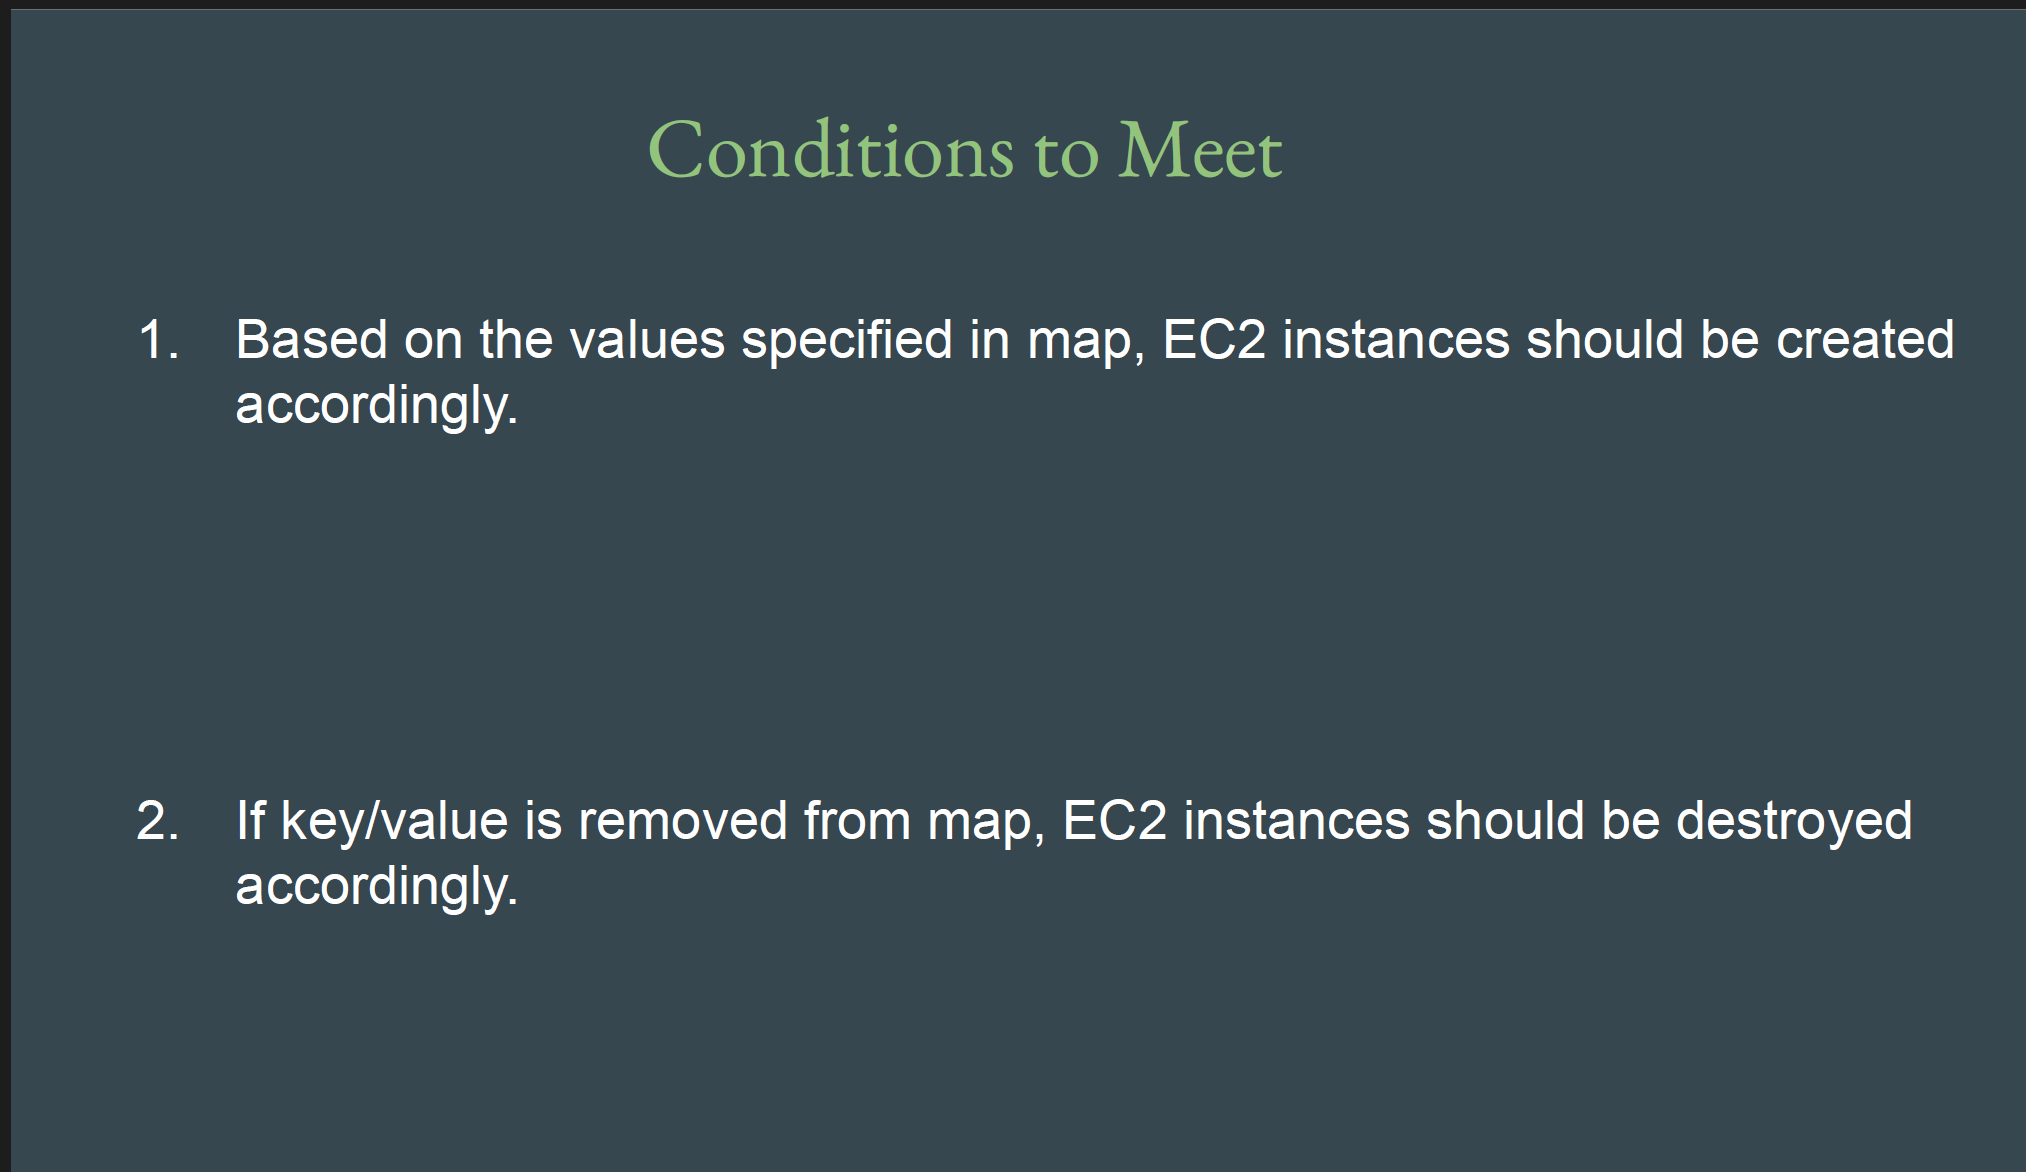 Conditions to Meet
1. Based on the values specified in map, EC2 instances should be created
accordingly.
2. If key/value is removed from map, EC2 instances should be destroyed
accordingly.